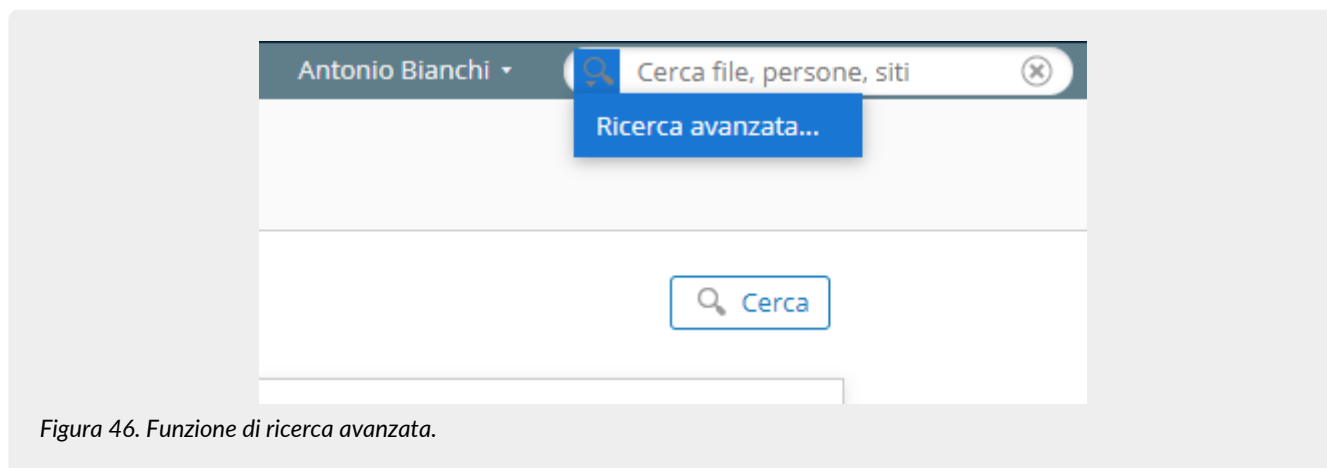 Antonio Bianchi
Cerca file, persone, siti
Ricerca avanzata...
Cerca
Figura 46. Funzione di ricerca avanzata.